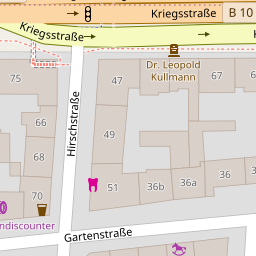 Kriegsstraße
B 10
Kriegsstraße
K
Dr. Leopold
Kullmann
75
47
67
6
66
Hirschstraße
49
68
70
51
36b
36a
36
36
ndiscounter
Gartenstraße